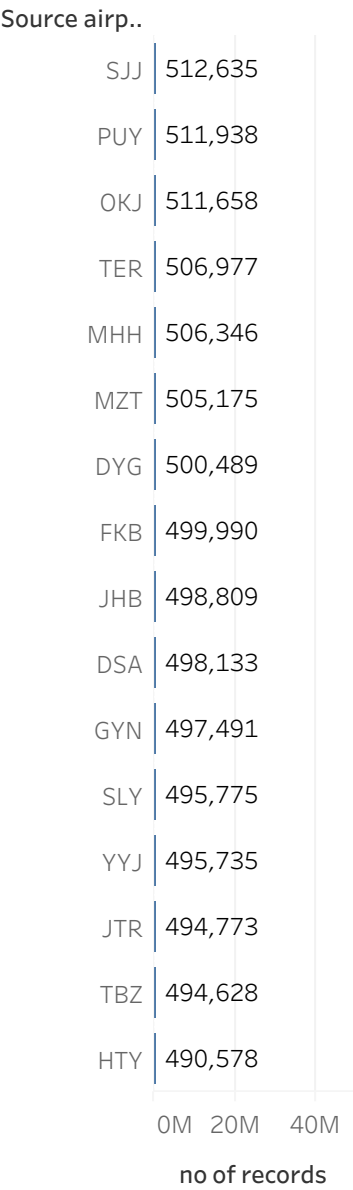 Source airp..
SJJ 512,635
PUY 511,938
OKJ 511,658
TER 506,977
MHH 506,346
MZT 505,175
DYG 500,489
FKB 499,990
JHB 498,809
DSA 498,133
GYN 497,491
SLY 495,775
YYJ 495,735
JTR 494,773
TBZ 494,628
HTY 490,578
0M 20M 40M
no of records